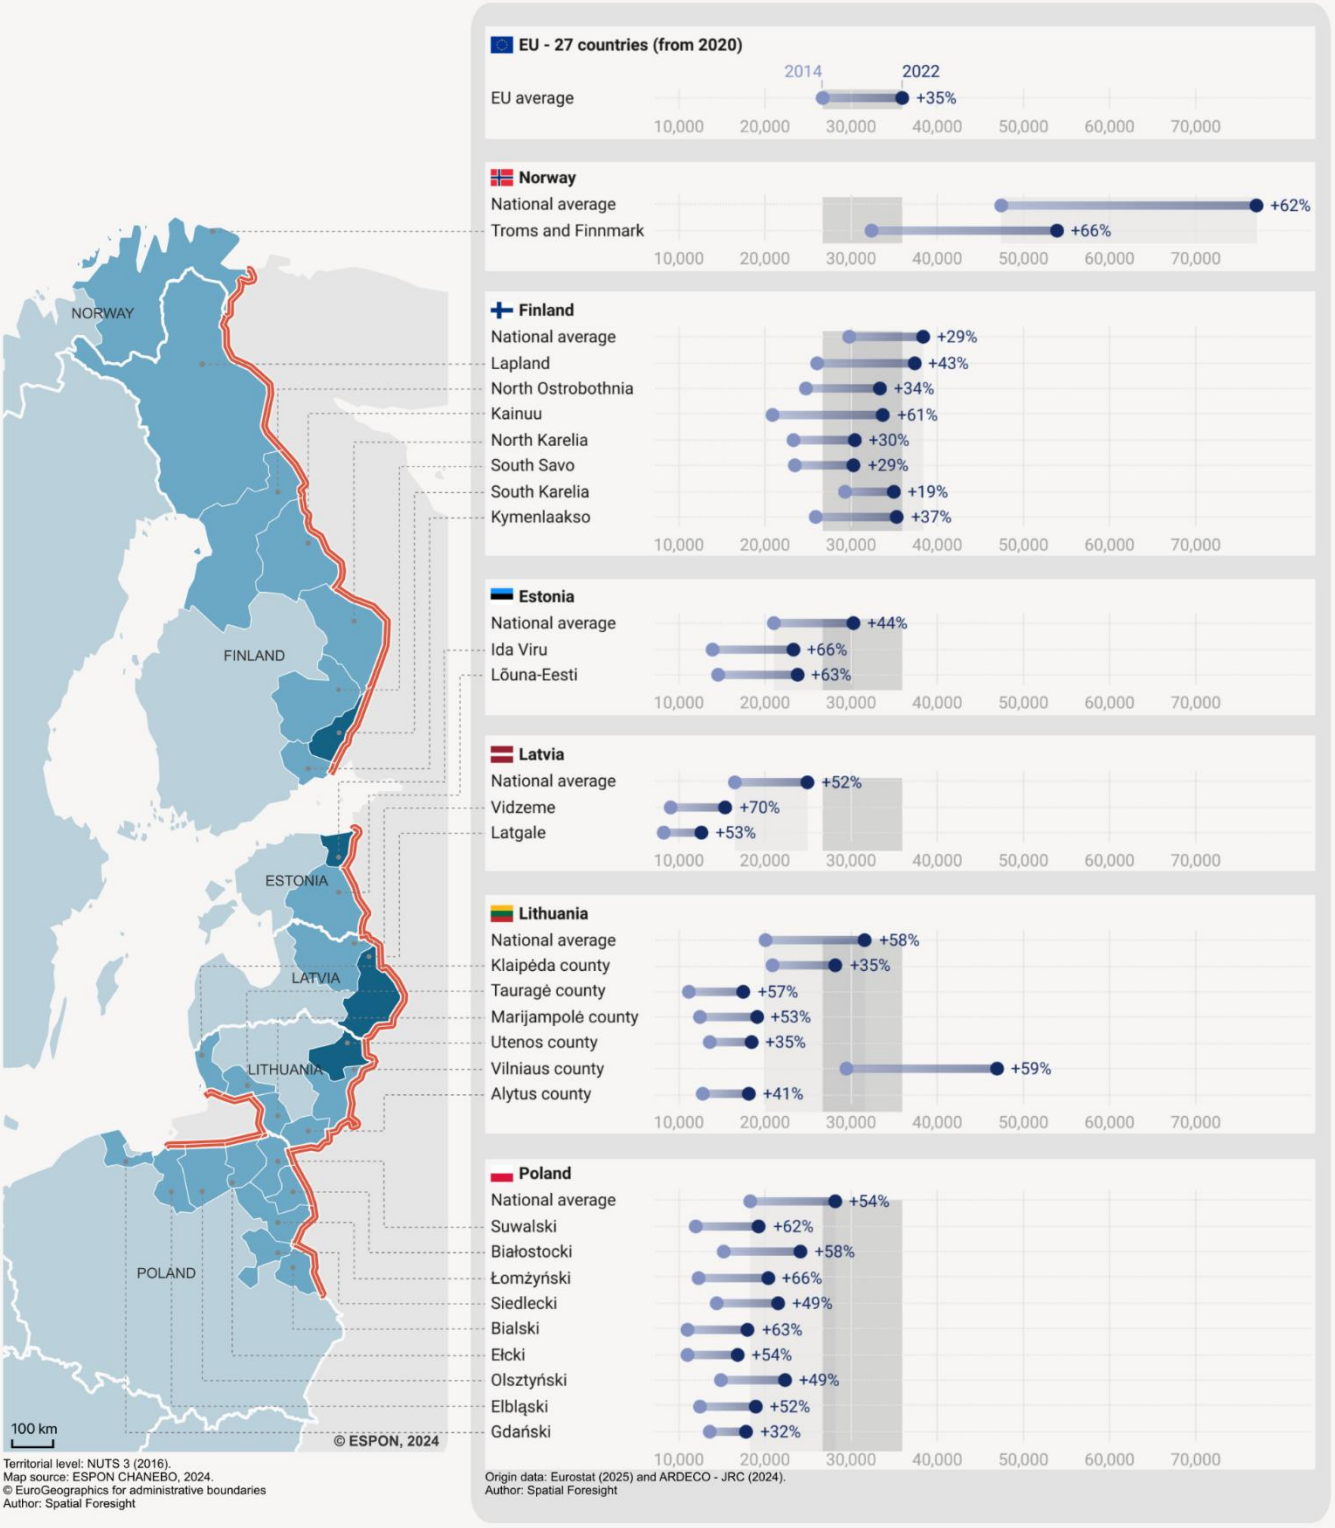 EU - 27 countries (from 2020)
2014 2022
EU average +35%
10,000 20,000 30,000 40,000 50,000 60,000 70,000
Norway
National average +62%
Troms and Finnmark +66%
10,000 20,000 30,000 40,000 50,000 60,000 70,000
Finland
National average +29%
Lapland +43%
North Ostrobothnia +34%
Kainuu +61%
North Karelia +30%
South Savo +29%
South Karelia +19%
Kymenlaakso +37%
10,000 20,000 30,000 40,000 50,000 60,000 70,000
Estonia
National average +44%
Ida Viru +66%
Lõuna-Eesti +63%
10,000 20,000 30,000 40,000 50,000 60,000 70,000
Latvia
National average +52%
Vidzeme +70%
Latgale +53%
10,000 20,000 30,000 40,000 50,000 60,000 70,000
Lithuania
National average +58%
Klaipėda county +35%
Tauragė county +57%
Marijampolė county +53%
Utenos county +35%
Vilniaus county +59%
Alytus county +41%
10,000 20,000 30,000 40,000 50,000 60,000 70,000
Poland
National average +54%
Suwalski +62%
Białostocki +58%
Łomżyński +66%
Siedlecki +49%
Bialski +63%
Ełcki +54%
Olsztyński +49%
Elbląski +52%
Gdański +32%
10,000 20,000 30,000 40,000 50,000 60,000 70,000
Origin data: Eurostat (2025) and ARDECO - JRC (2024).
Author: Spatial Foresight
NORWAY
FINLAND
ESTONIA
LATVIA
LITHUANIA
POLAND
100 km
© ESPON, 2024
Territorial level: NUTS 3 (2016).
Map source: ESPON CHANEBO, 2024.
© EuroGeographics for administrative boundaries
Author: Spatial Foresight